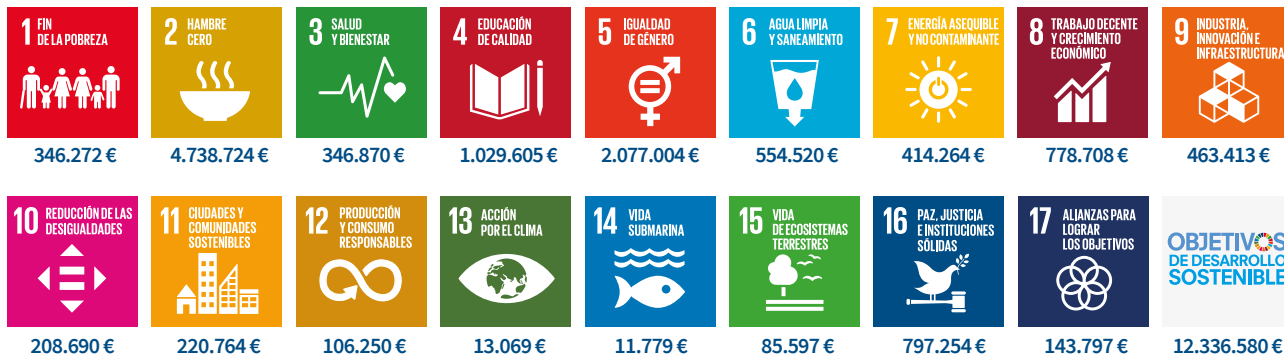 1 FIN
DE LA POBREZA
346.272 €
2 HAMBRE
CERO
4.738.724 €
3 SALUD
Y BIENESTAR
346.870 €
4 EDUCACIÓN
DE CALIDAD
1.029.605 €
5 IGUALDAD
DE GÉNERO
2.077.004 €
6 AGUA LIMPIA
Y SANEAMIENTO
554.520 €
7 ENERGÍA ASEQUIBLE
Y NO CONTAMINANTE
414.264 €
8 TRABAJO DECENTE
Y CRECIMIENTO
ECONÓMICO
778.708 €
9 INDUSTRIA,
INNOVACIÓN E
INFRAESTRUCTURA
463.413 €
10 REDUCCIÓN DE LAS
DESIGUALDADES
208.690 €
11 CIUDADES Y
COMUNIDADES
SOSTENIBLES
220.764 €
12 PRODUCCIÓN
Y CONSUMO
RESPONSABLES
106.250 €
13 ACCIÓN
POR EL CLIMA
13.069 €
14 VIDA
SUBMARINA
11.779 €
15 VIDA
DE ECOSISTEMAS
TERRESTRES
85.597 €
16 PAZ, JUSTICIA
E INSTITUCIONES
SÓLIDAS
797.254 €
17 ALIANZAS PARA
LOGRAR
LOS OBJETIVOS
143.797 €
OBJETIVOS
DE DESARROLLO
SOSTENIBLE
12.336.580 €